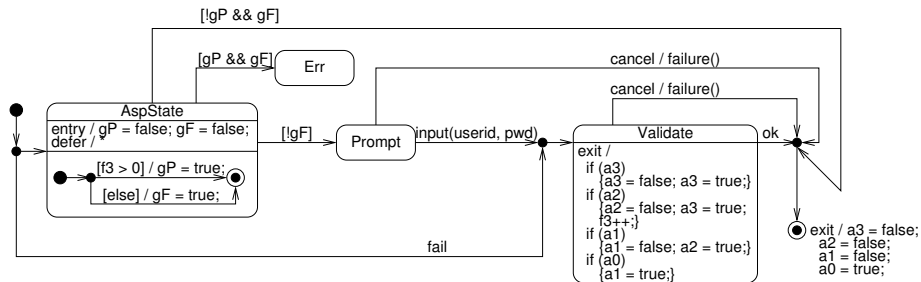 [!gP && gF]
[gP && gF]
Err
cancel / failure()
cancel / failure()
AspState
entry / gP = false; gF = false;
defer / *
[f3 > 0] / gP = true;
[else] / gF = true;
[!gF]
Prompt
input(userid, pwd)
Validate
ok
exit /
if (a3)
{a3 = false; a3 = true;}
if (a2)
{a2 = false; a3 = true;
f3++;}
if (a1)
{a1 = false; a2 = true;}
if (a0)
{a1 = true;}
fail
exit / a3 = false;
a2 = false;
a1 = false;
a0 = true;